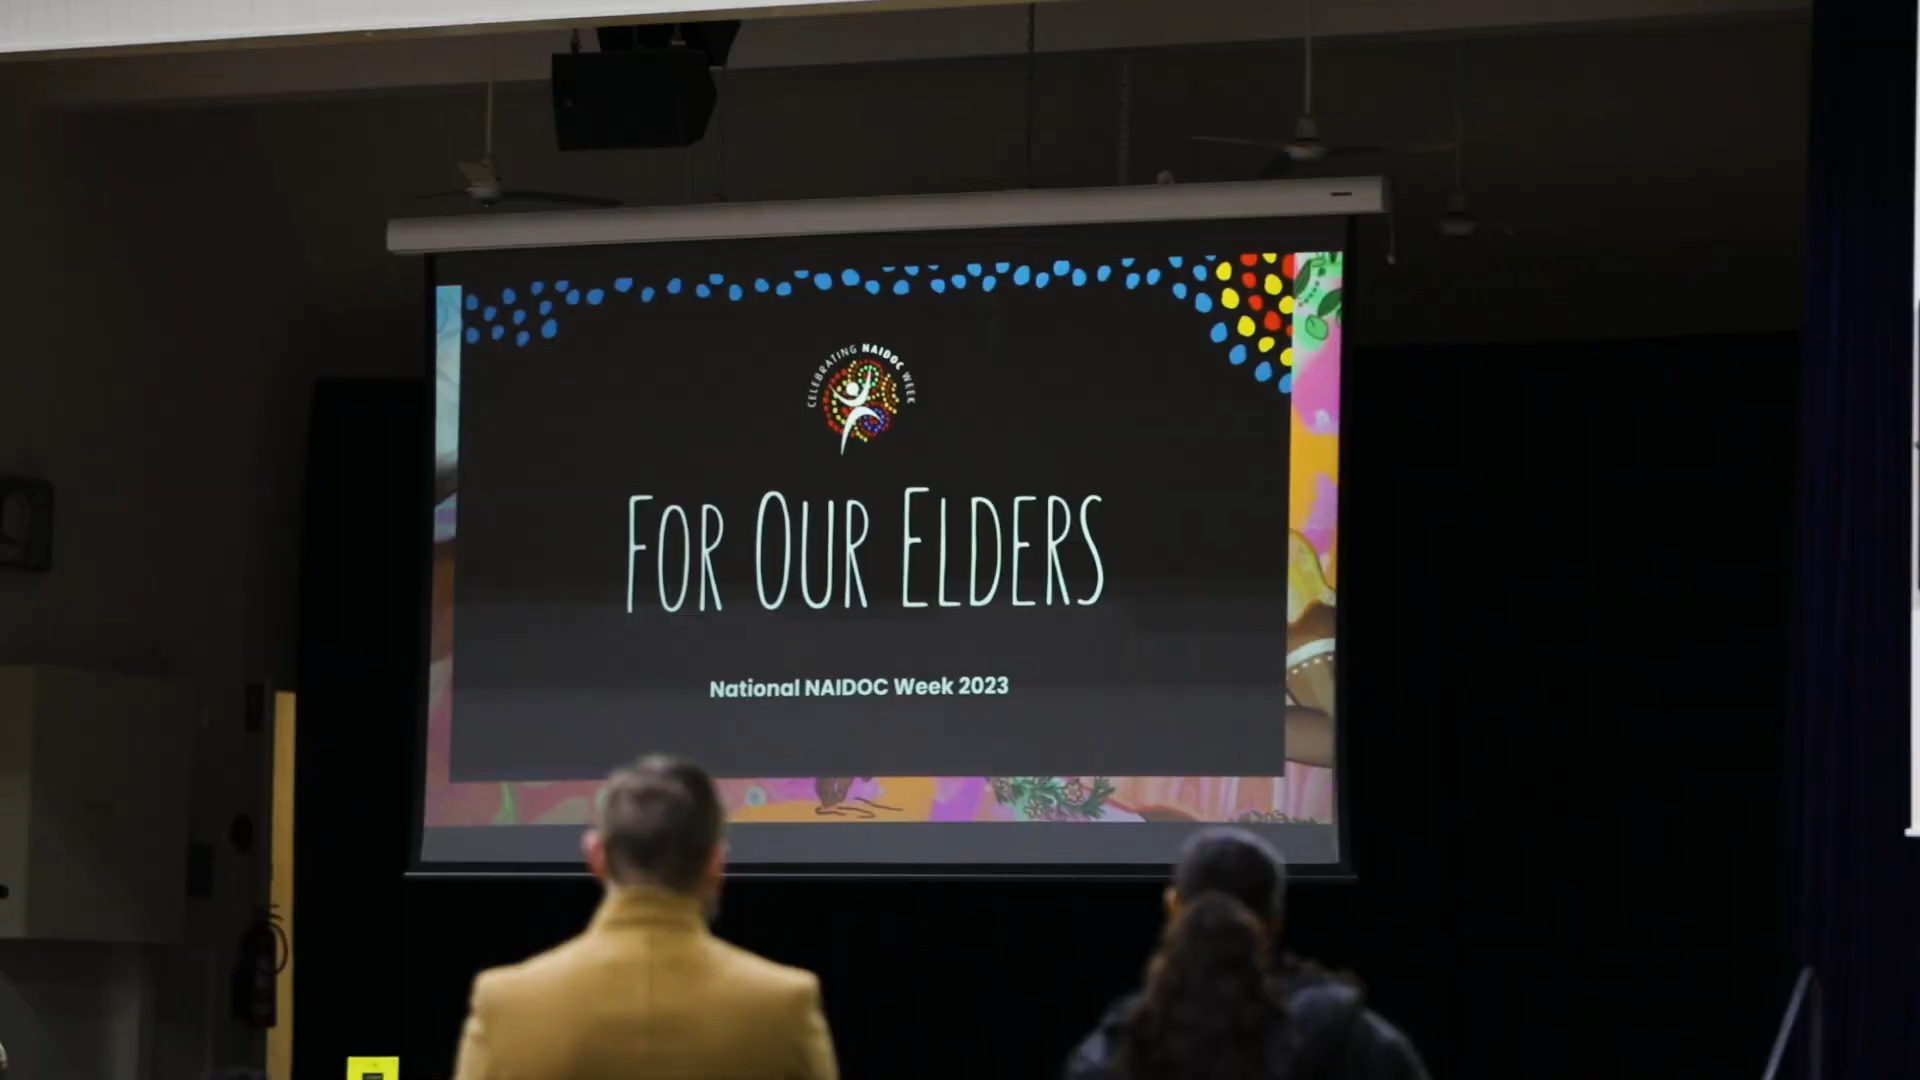 CELEBRATING NAIDOC WEEK
FOR OUR ELDERS
National NAIDOC Week 2023